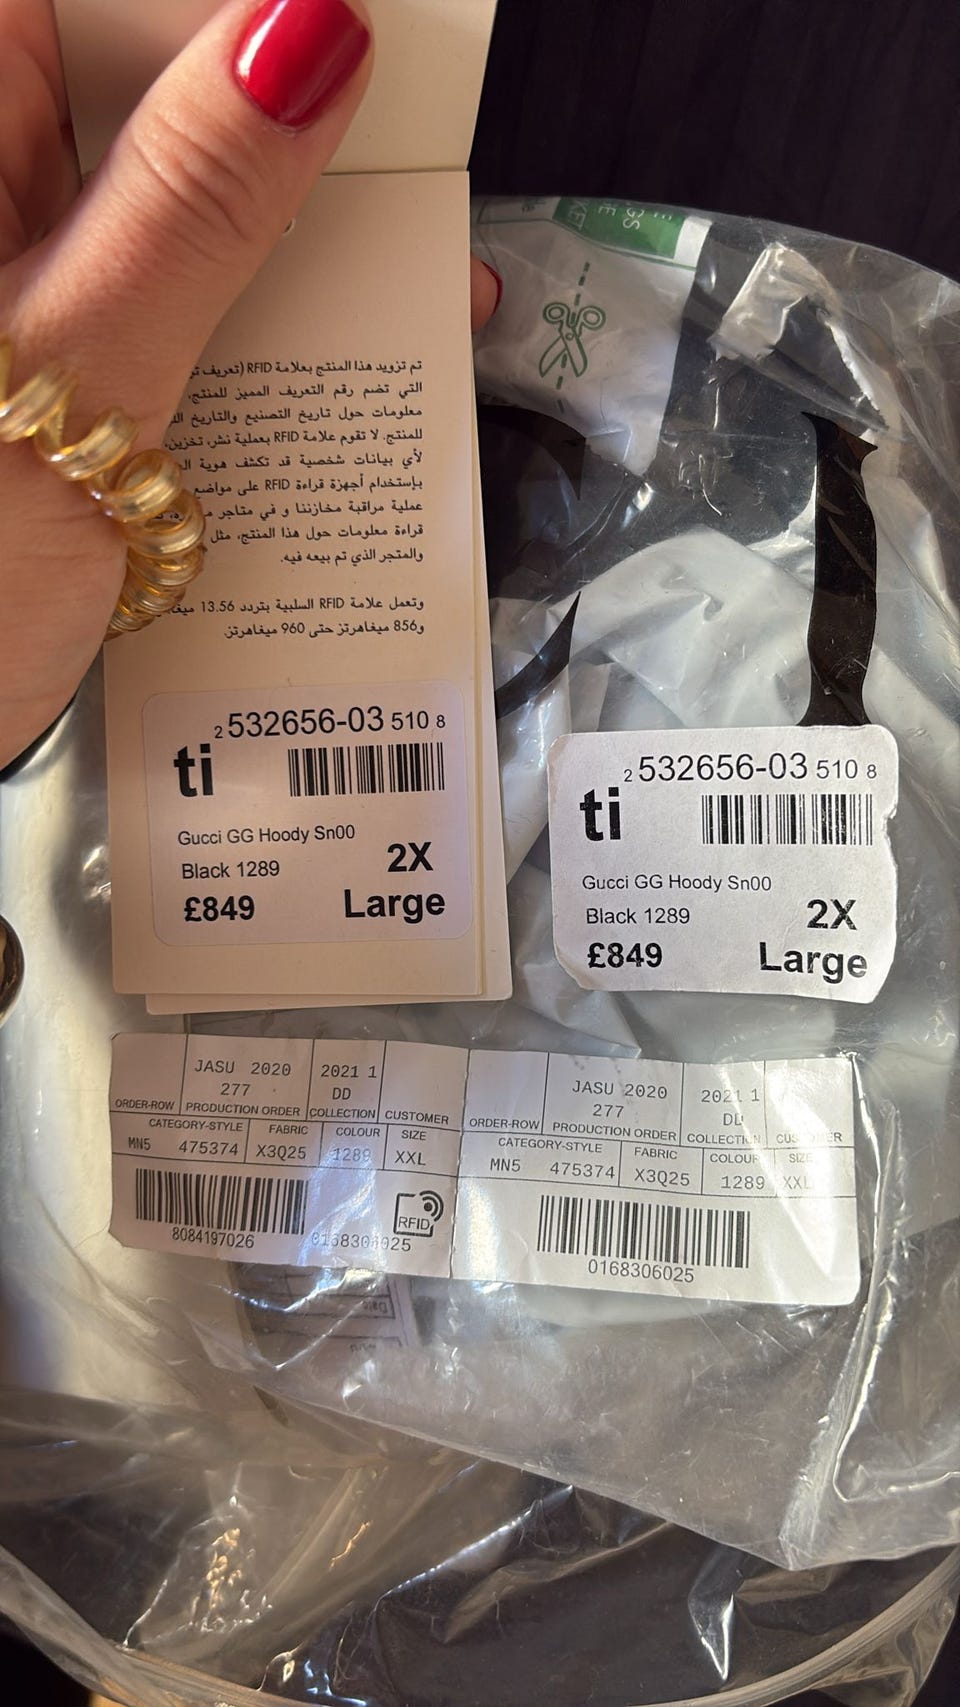 تم تزويد هذا المنتج بعلامة RFID (تعريف
التي تضم رقم التعريف المميز للمنتج،
معلومات حول تاريخ التصنيع والتاريخ
للمنتج. لا تقوم علامة RFID بعملية نشر، تخزين،
لأي بيانات شخصية قد تكشف هوية
بإستخدام أجهزة قراءة RFID على مواضع
عملية مراقبة مخازننا و في متاجر
قراءة معلومات حول هذا المنتج، مثل
والمتجر الذي تم بيعه فيه.
وتعمل علامة RFID السلبية بتردد 13.56
و856 ميغاهرتز حتى 960 ميغاهرتز.
2 532656-03 510 8
ti
Gucci GG Hoody Sn00
Black 1289
2X
£849
Large
2 532656-03 510 8
ti
Gucci GG Hoody Sn00
Black 1289
2X
£849
Large
JASU 2020
2021 1
277
DD
ORDER-ROW PRODUCTION ORDER COLLECTION CUSTOMER
CATEGORY-STYLE FABRIC COLOUR SIZE
MN5 475374 X3Q25 1289 XXL
RFID
8084197026 0168306025
JASU 2020
2021 1
277
DD
ORDER-ROW PRODUCTION ORDER COLLECTION CUSTOMER
CATEGORY-STYLE FABRIC COLOUR SIZE
MN5 475374 X3Q25 1289 XXL
0168306025
Date